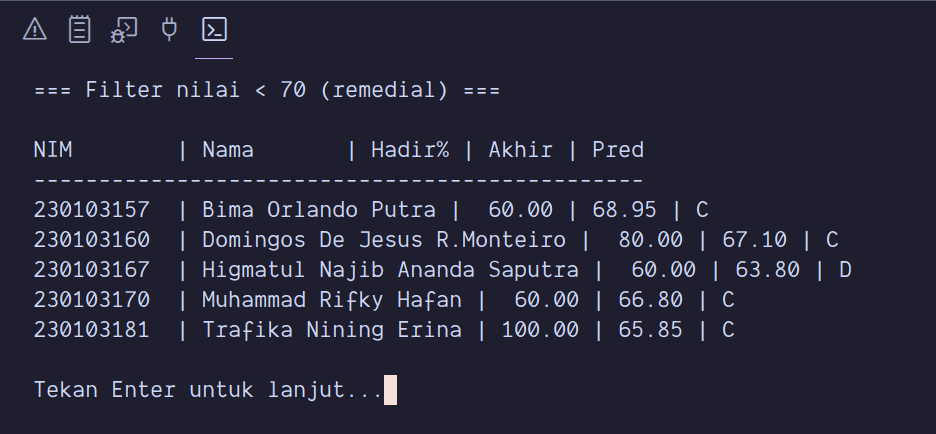 === Filter nilai < 70 (remedial) ===
NIM        | Nama       | Hadir% | Akhir | Pred
-----------------------------------------------
230103157  | Bima Orlando Putra |  60.00 | 68.95 | C
230103160  | Domingos De Jesus R.Monteiro |  80.00 | 67.10 | C
230103167  | Higmatul Najib Ananda Saputra |  60.00 | 63.80 | D
230103170  | Muhammad Rifky Hafan |  60.00 | 66.80 | C
230103181  | Trafika Nining Erina | 100.00 | 65.85 | C
Tekan Enter untuk lanjut...